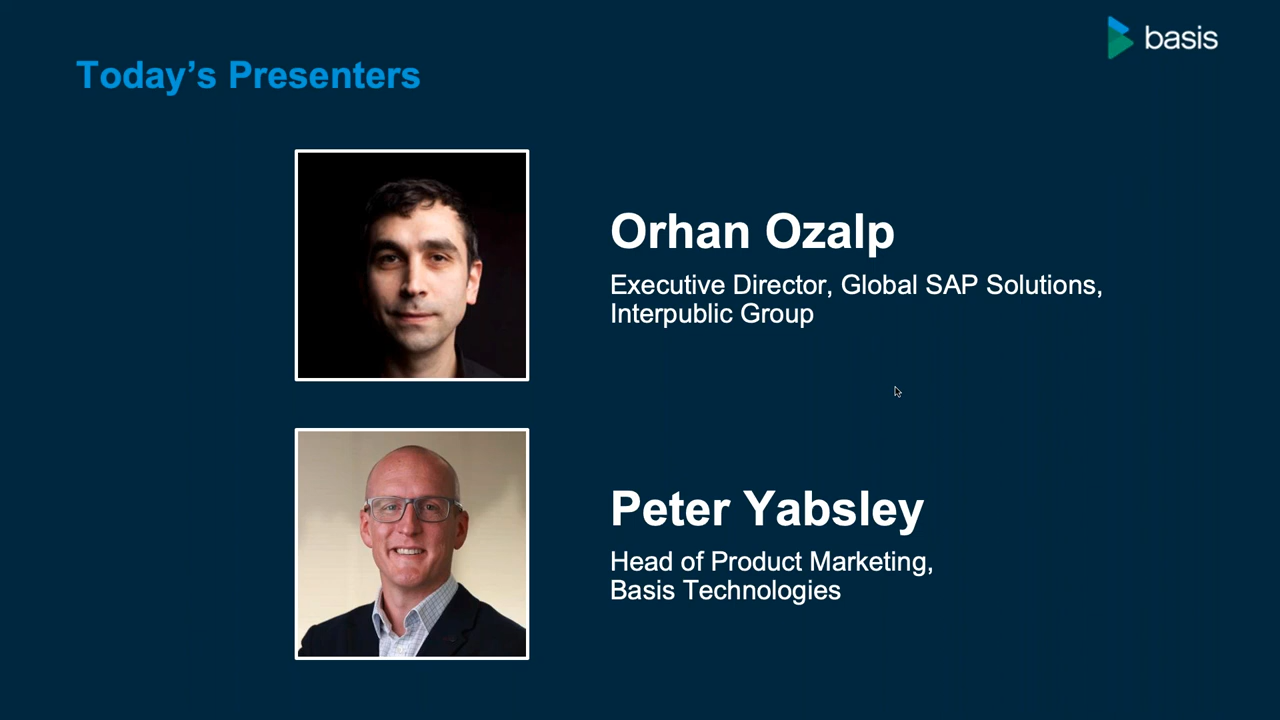 basis
Today’s Presenters
Orhan Ozalp
Executive Director, Global SAP Solutions,
Interpublic Group
Peter Yabsley
Head of Product Marketing,
Basis Technologies